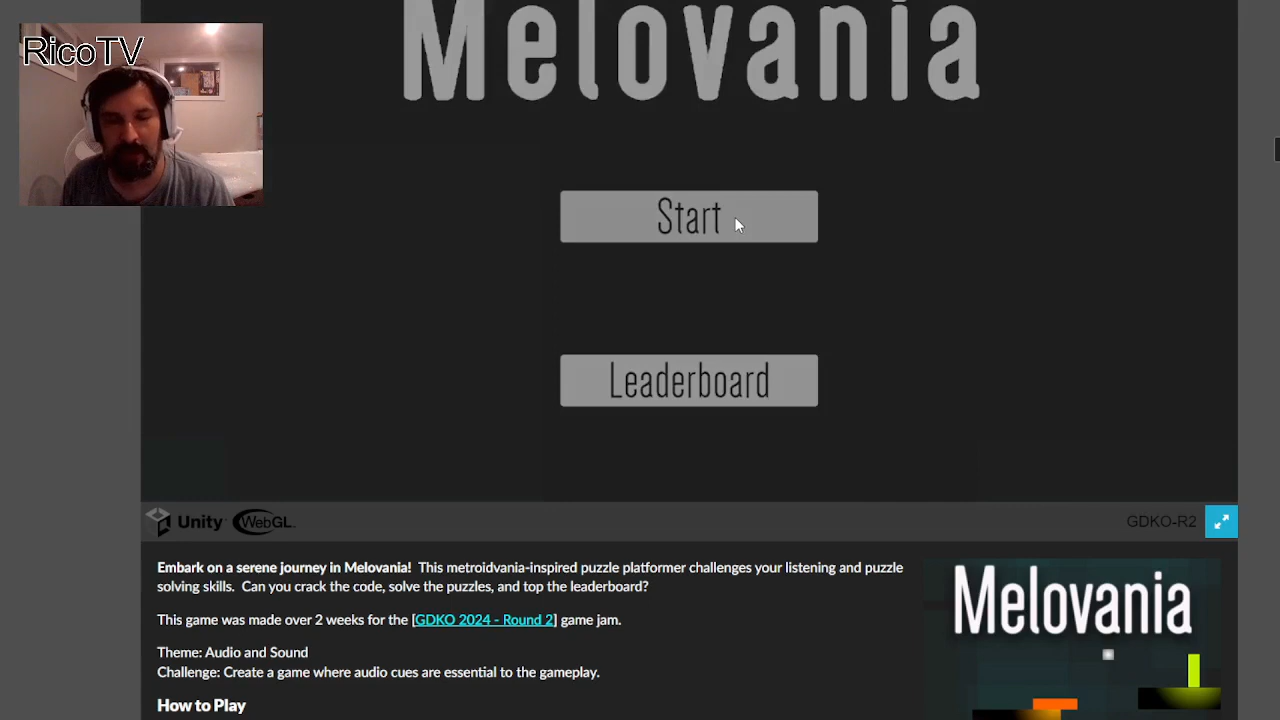 RicoTV
Melovania
Start
Leaderboard
Unity WebGL
GDKO-R2
Embark on a serene journey in Melovania! This metroidvania-inspired puzzle platformer challenges your listening and puzzle
solving skills. Can you crack the code, solve the puzzles, and top the leaderboard?
This game was made over 2 weeks for the [GDKO 2024 - Round 2] game jam.
Theme: Audio and Sound
Challenge: Create a game where audio cues are essential to the gameplay.
How to Play
Melovania